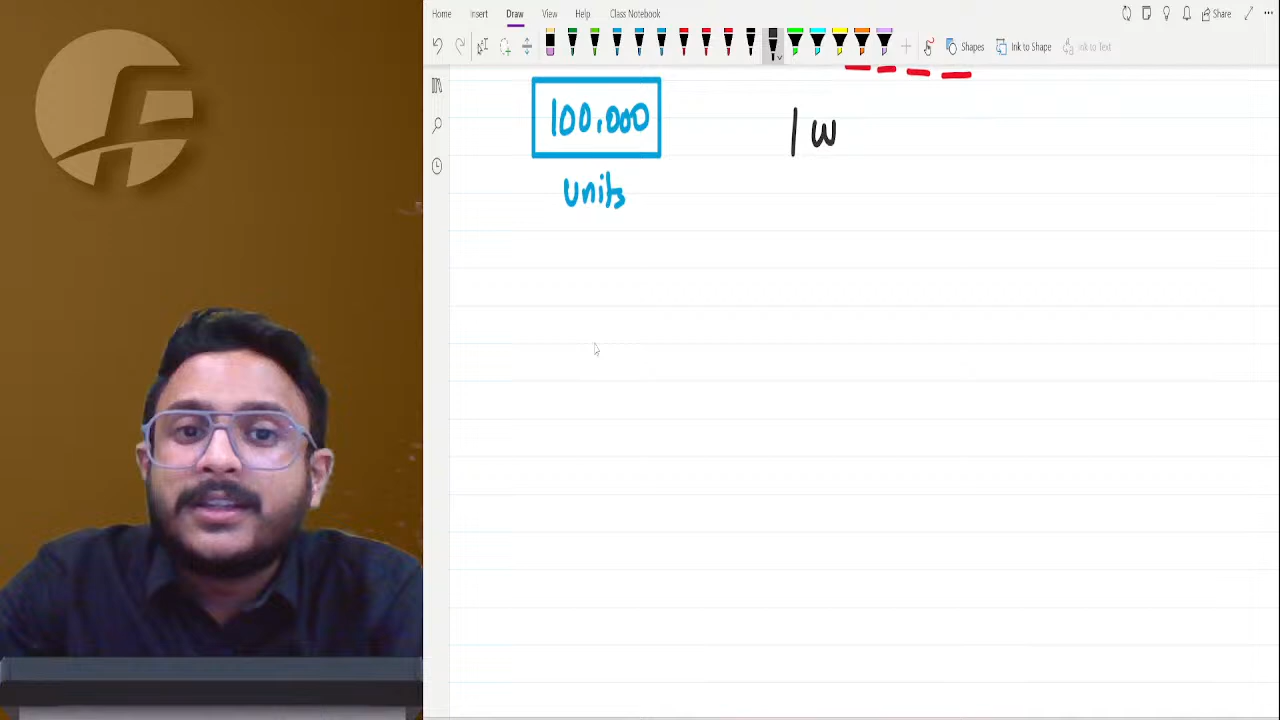 Home Insert Draw View Help Class Notebook Share
Shapes Ink to Shape Ink to Text
100.000
1 w
units